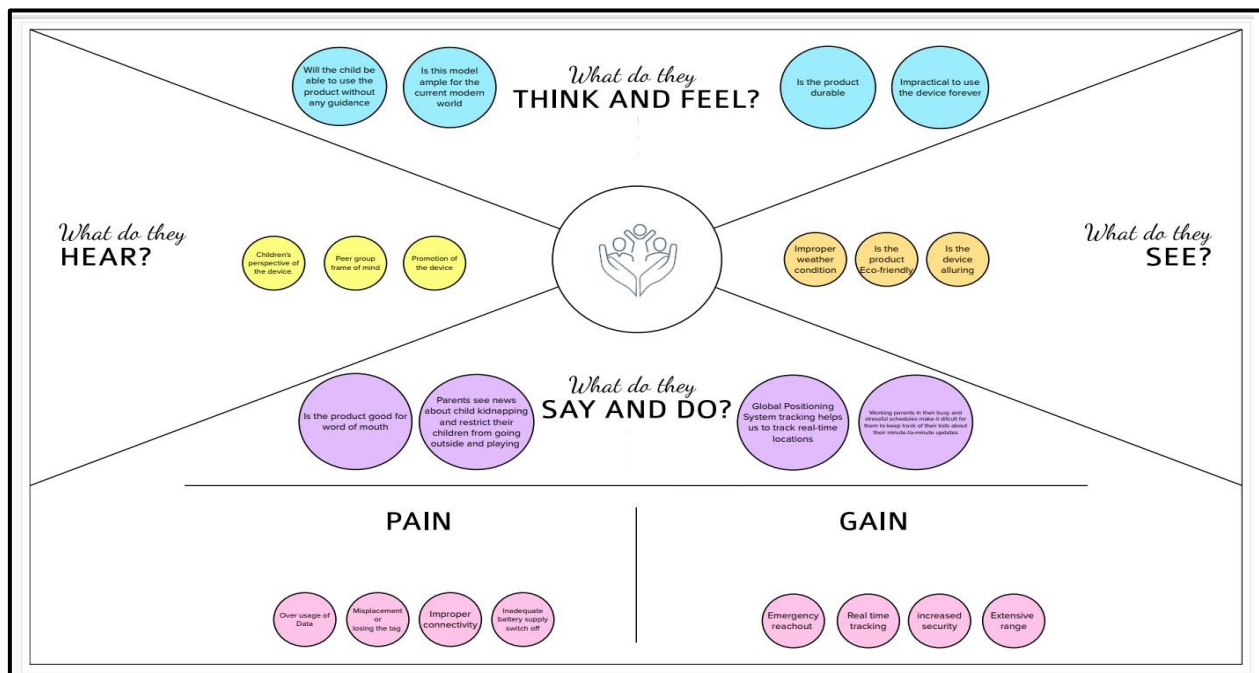 What do they
THINK AND FEEL?
Will the child be
able to use the
product without
any guidance
Is this model
ample for the
current modern
world
Is the product
durable
Impractical to use
the device forever
What do they
HEAR?
Children's
perspective of
the device.
Peer group
frame of mind
Promotion of
the device
What do they
SEE?
Improper
weather
condition
Is the
product
Eco-friendly
Is the
device
alluring
What do they
SAY AND DO?
Is the product good for
word of mouth
Parents see news
about child kidnapping
and restrict their
children from going
outside and playing
Global Positioning
System tracking helps
us to track real-time
locations
Working parents in their busy and
stressful schedules make it difcut for
them to keep track of their kids about
their minute-to-minute updates
PAIN
Over usage of
Data
Misplacement
or
losing the tag
Improper
connectivity
Inadequate
battery supply
switch off
GAIN
Emergency
reachout
Real time
tracking
increased
security
Extensive
range